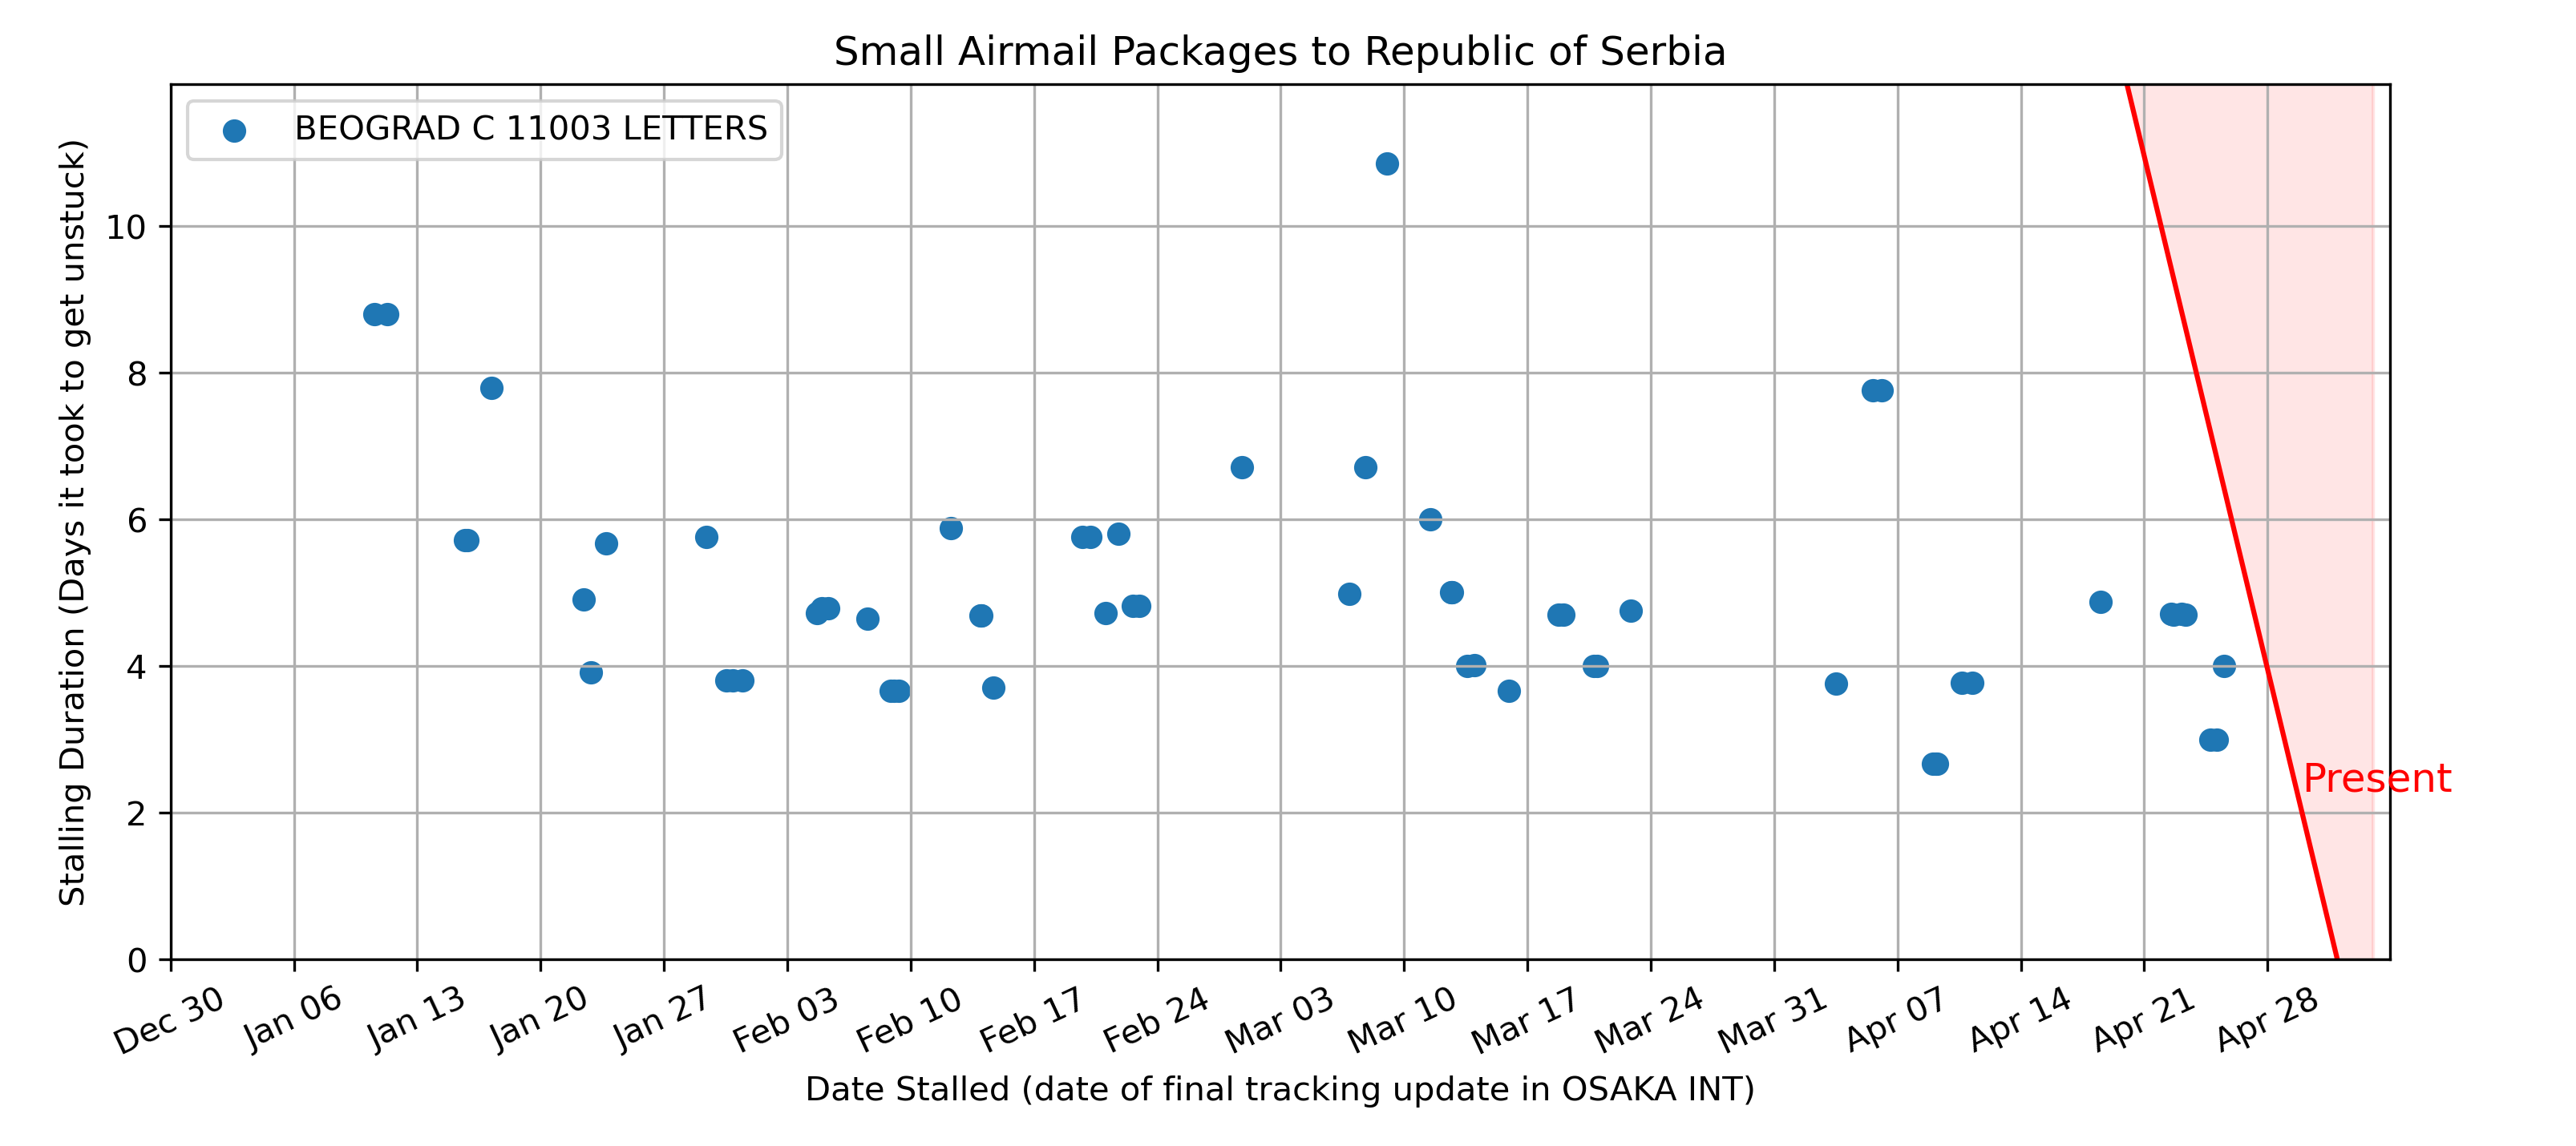 Small Airmail Packages to Republic of Serbia
BEOGRAD C 11003 LETTERS
Stalling Duration (Days it took to get unstuck)
10
8
6
4
2
0
Present
Dec 30
Jan 06
Jan 13
Jan 20
Jan 27
Feb 03
Feb 10
Feb 17
Feb 24
Mar 03
Mar 10
Mar 17
Mar 24
Mar 31
Apr 07
Apr 14
Apr 21
Apr 28
Date Stalled (date of final tracking update in OSAKA INT)